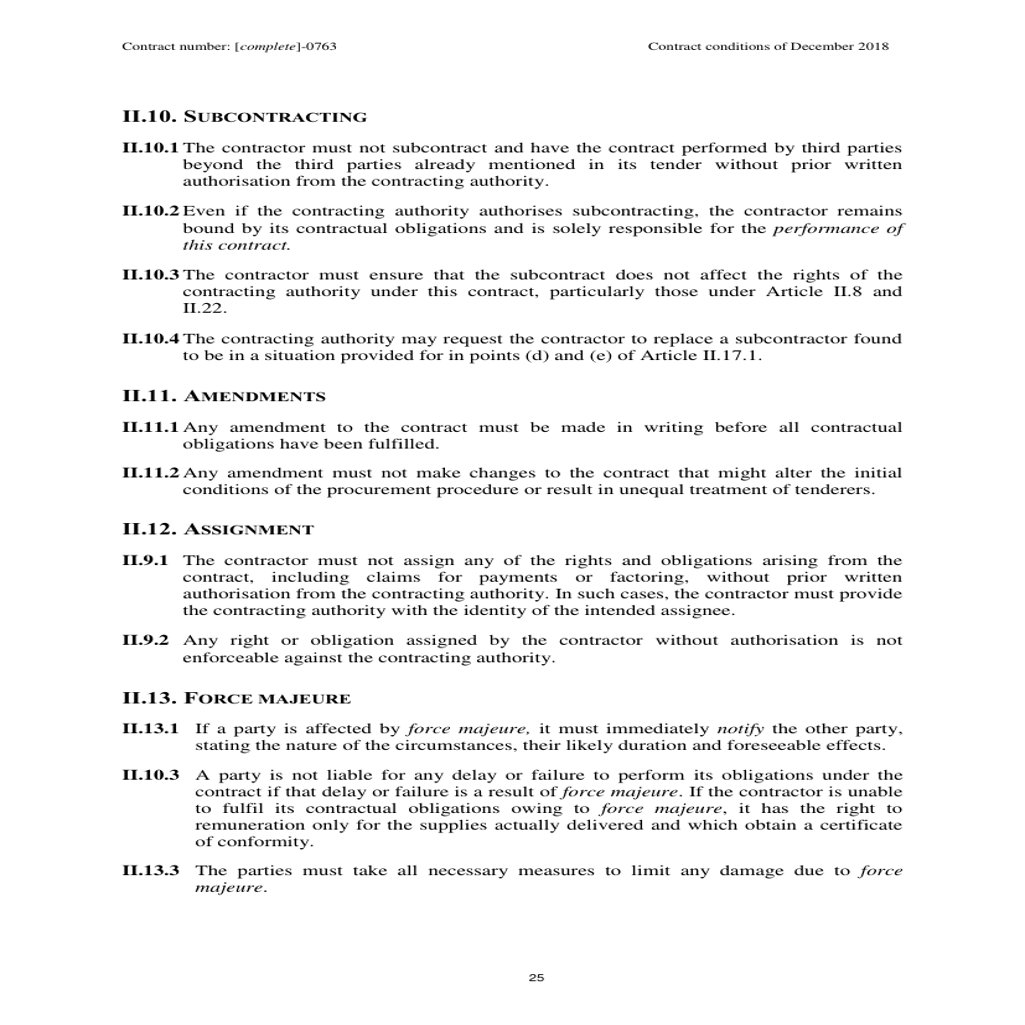 Contract number: [complete]-0763 Contract conditions of December 2018
II.10. SUBCONTRACTING
II.10.1 The contractor must not subcontract and have the contract performed by third parties
beyond the third parties already mentioned in its tender without prior written
authorisation from the contracting authority.
II.10.2 Even if the contracting authority authorises subcontracting, the contractor remains
bound by its contractual obligations and is solely responsible for the performance of
this contract.
II.10.3 The contractor must ensure that the subcontract does not affect the rights of the
contracting authority under this contract, particularly those under Article II.8 and
II.22.
II.10.4 The contracting authority may request the contractor to replace a subcontractor found
to be in a situation provided for in points (d) and (e) of Article II.17.1.
II.11. AMENDMENTS
II.11.1 Any amendment to the contract must be made in writing before all contractual
obligations have been fulfilled.
II.11.2 Any amendment must not make changes to the contract that might alter the initial
conditions of the procurement procedure or result in unequal treatment of tenderers.
II.12. ASSIGNMENT
II.9.1 The contractor must not assign any of the rights and obligations arising from the
contract, including claims for payments or factoring, without prior written
authorisation from the contracting authority. In such cases, the contractor must provide
the contracting authority with the identity of the intended assignee.
II.9.2 Any right or obligation assigned by the contractor without authorisation is not
enforceable against the contracting authority.
II.13. FORCE MAJEURE
II.13.1 If a party is affected by force majeure, it must immediately notify the other party,
stating the nature of the circumstances, their likely duration and foreseeable effects.
II.10.3 A party is not liable for any delay or failure to perform its obligations under the
contract if that delay or failure is a result of force majeure. If the contractor is unable
to fulfil its contractual obligations owing to force majeure, it has the right to
remuneration only for the supplies actually delivered and which obtain a certificate
of conformity.
II.13.3 The parties must take all necessary measures to limit any damage due to force
majeure.
25